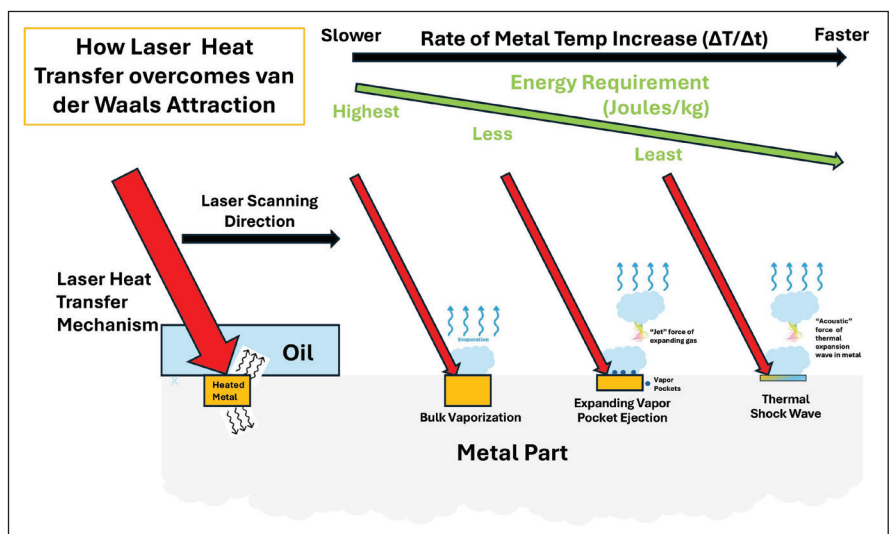 How Laser Heat
Transfer overcomes van
der Waals Attraction
Slower
Rate of Metal Temp Increase (ΔT/Δt)
Faster
Energy Requirement
(Joules/kg)
Highest
Less
Least
Laser Scanning
Direction
Laser Heat
Transfer
Mechanism
Oil
Heated
Metal
X
Evaporation
Bulk Vaporization
"Jet" force of
expanding gas
Vapor
Pockets
Expanding Vapor
Pocket Ejection
"Acoustic"
force of
thermal
expansion
wave in metal
Thermal
Shock Wave
Metal Part